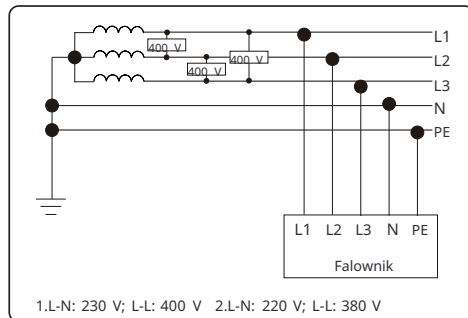 L1
400 V
400 V
L2
400 V
L3
N
PE
L1 L2 L3 N PE
Falownik
1.L-N: 230 V; L-L: 400 V 2.L-N: 220 V; L-L: 380 V